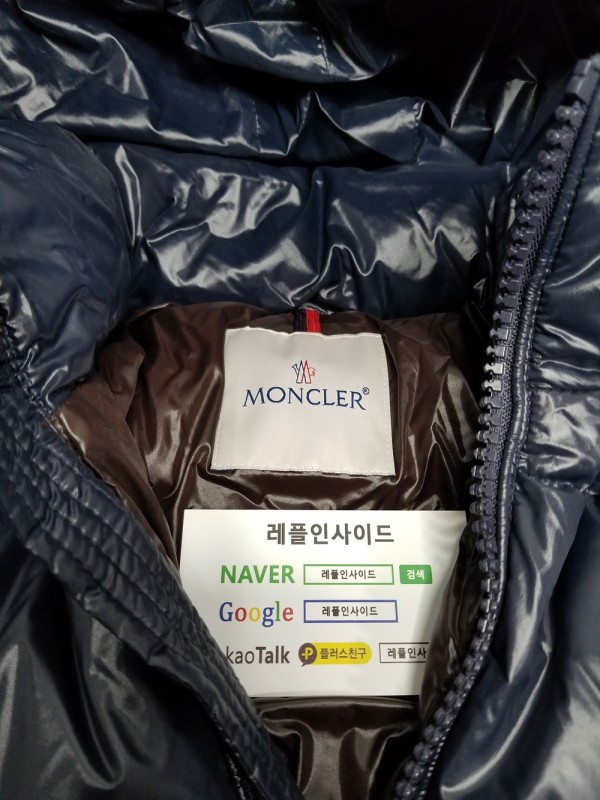 MONCLER®
레플인사이드
NAVER 레플인사이드 검색
Google 레플인사이드
kaoTalk P 플러스친구 레플인사